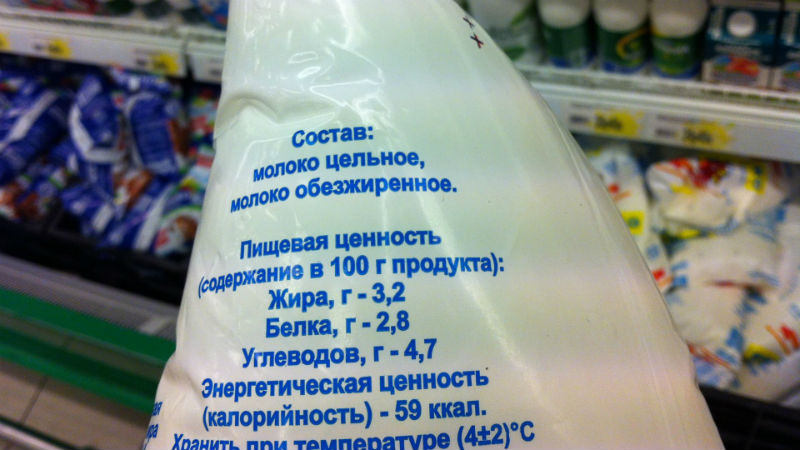 Состав:
молоко цельное,
молоко обезжиренное.
Пищевая ценность
(содержание в 100 г продукта):
Жира, г - 3,2
Белка, г - 2,8
Углеводов, г - 4,7
Энергетическая ценность
(калорийность) - 59 ккал.
Хранить при температуре (4±2)°С